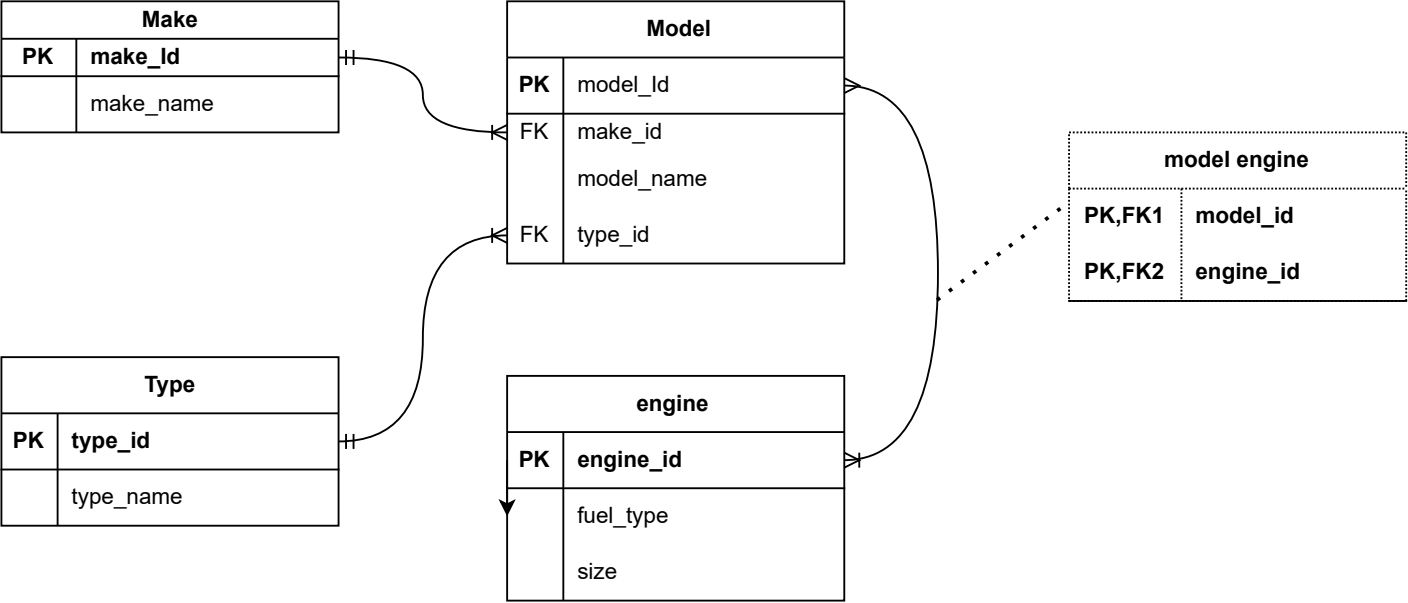 Make
PK make_Id
make_name
Model
PK model_Id
FK make_id
model_name
FK type_id
model engine
PK,FK1 model_id
PK,FK2 engine_id
Type
PK type_id
type_name
engine
PK engine_id
fuel_type
size